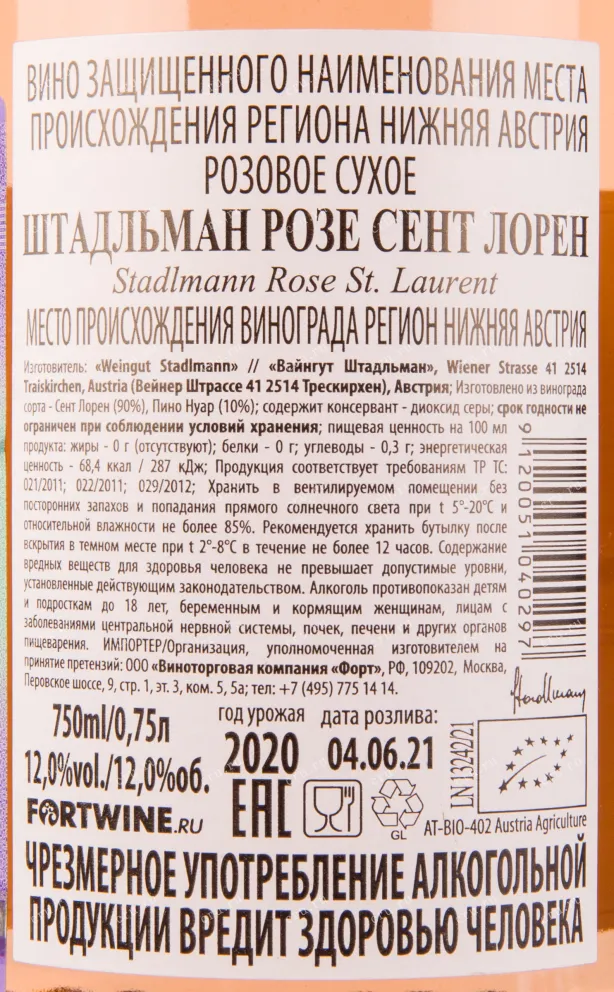 ВИНО ЗАЩИЩЕННОГО НАИМЕНОВАНИЯ МЕСТА
ПРОИСХОЖДЕНИЯ РЕГИОНА НИЖНЯЯ АВСТРИЯ
РОЗОВОЕ СУХОЕ
ШТАДЛЬМАН РОЗЕ СЕНТ ЛОРЕН
Stadlmann Rose St. Laurent
МЕСТО ПРОИСХОЖДЕНИЯ ВИНОГРАДА РЕГИОН НИЖНЯЯ АВСТРИЯ
Изготовитель: «Weingut Stadlmann» // «Вайнгут Штадльман», Wiener Strasse 41 2514
Traiskirchen, Austria (Вейнер Штрассе 41 2514 Трескирхен), Австрия; Изготовлено из винограда
сорта - Сент Лорен (90%), Пино Нуар (10%); содержит консервант - диоксид серы; срок годности не
ограничен при соблюдении условий хранения; пищевая ценность на 100 мл
продукта: жиры - 0 г (отсутствуют); белки - 0 г; углеводы - 0,3 г; энергетическая
ценность - 68,4 ккал / 287 кДж; Продукция соответствует требованиям ТР ТС:
021/2011; 022/2011; 029/2012; Хранить в вентилируемом помещении без
посторонних запахов и попадания прямого солнечного света при t 5°-20°С и
относительной влажности не более 85%. Рекомендуется хранить бутылку после
вскрытия в темном месте при t 2°-8°С в течение не более 12 часов. Содержание
вредных веществ для здоровья человека не превышает допустимые уровни,
установленные действующим законодательством. Алкоголь противопоказан детям
и подросткам до 18 лет, беременным и кормящим женщинам, лицам с
заболеваниями центральной нервной системы, почек, печени и других органов
пищеварения. ИМПОРТЕР/Организация, уполномоченная изготовителем на
принятие претензий: ООО «Виноторговая компания «Форт», РФ, 109202, Москва,
Перовское шоссе, 9, стр. 1, эт. 3, ком. 5, 5а; тел: +7 (495) 775 14 14.
9 120051 040297
Stadlmann
750ml/0,75л
12,0%vol./12,0%об.
FORTWINE.RU
год урожая
2020
дата розлива:
04.06.21
EAC
GL
LN13242/21
AT-BIO-402 Austria Agriculture
ЧРЕЗМЕРНОЕ УПОТРЕБЛЕНИЕ АЛКОГОЛЬНОЙ
ПРОДУКЦИИ ВРЕДИТ ЗДОРОВЬЮ ЧЕЛОВЕКА